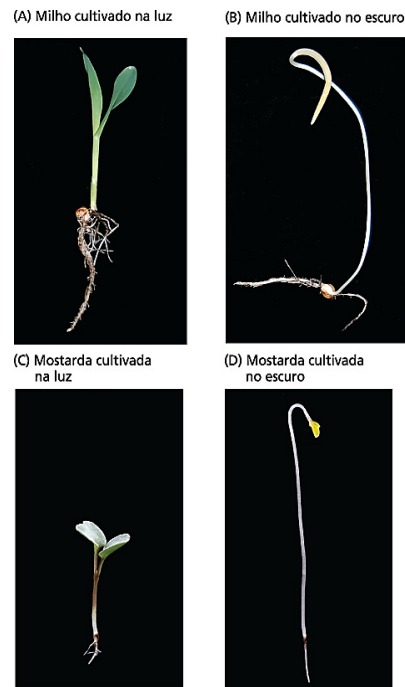 (A) Milho cultivado na luz
(B) Milho cultivado no escuro
(C) Mostarda cultivada
na luz
(D) Mostarda cultivada
no escuro